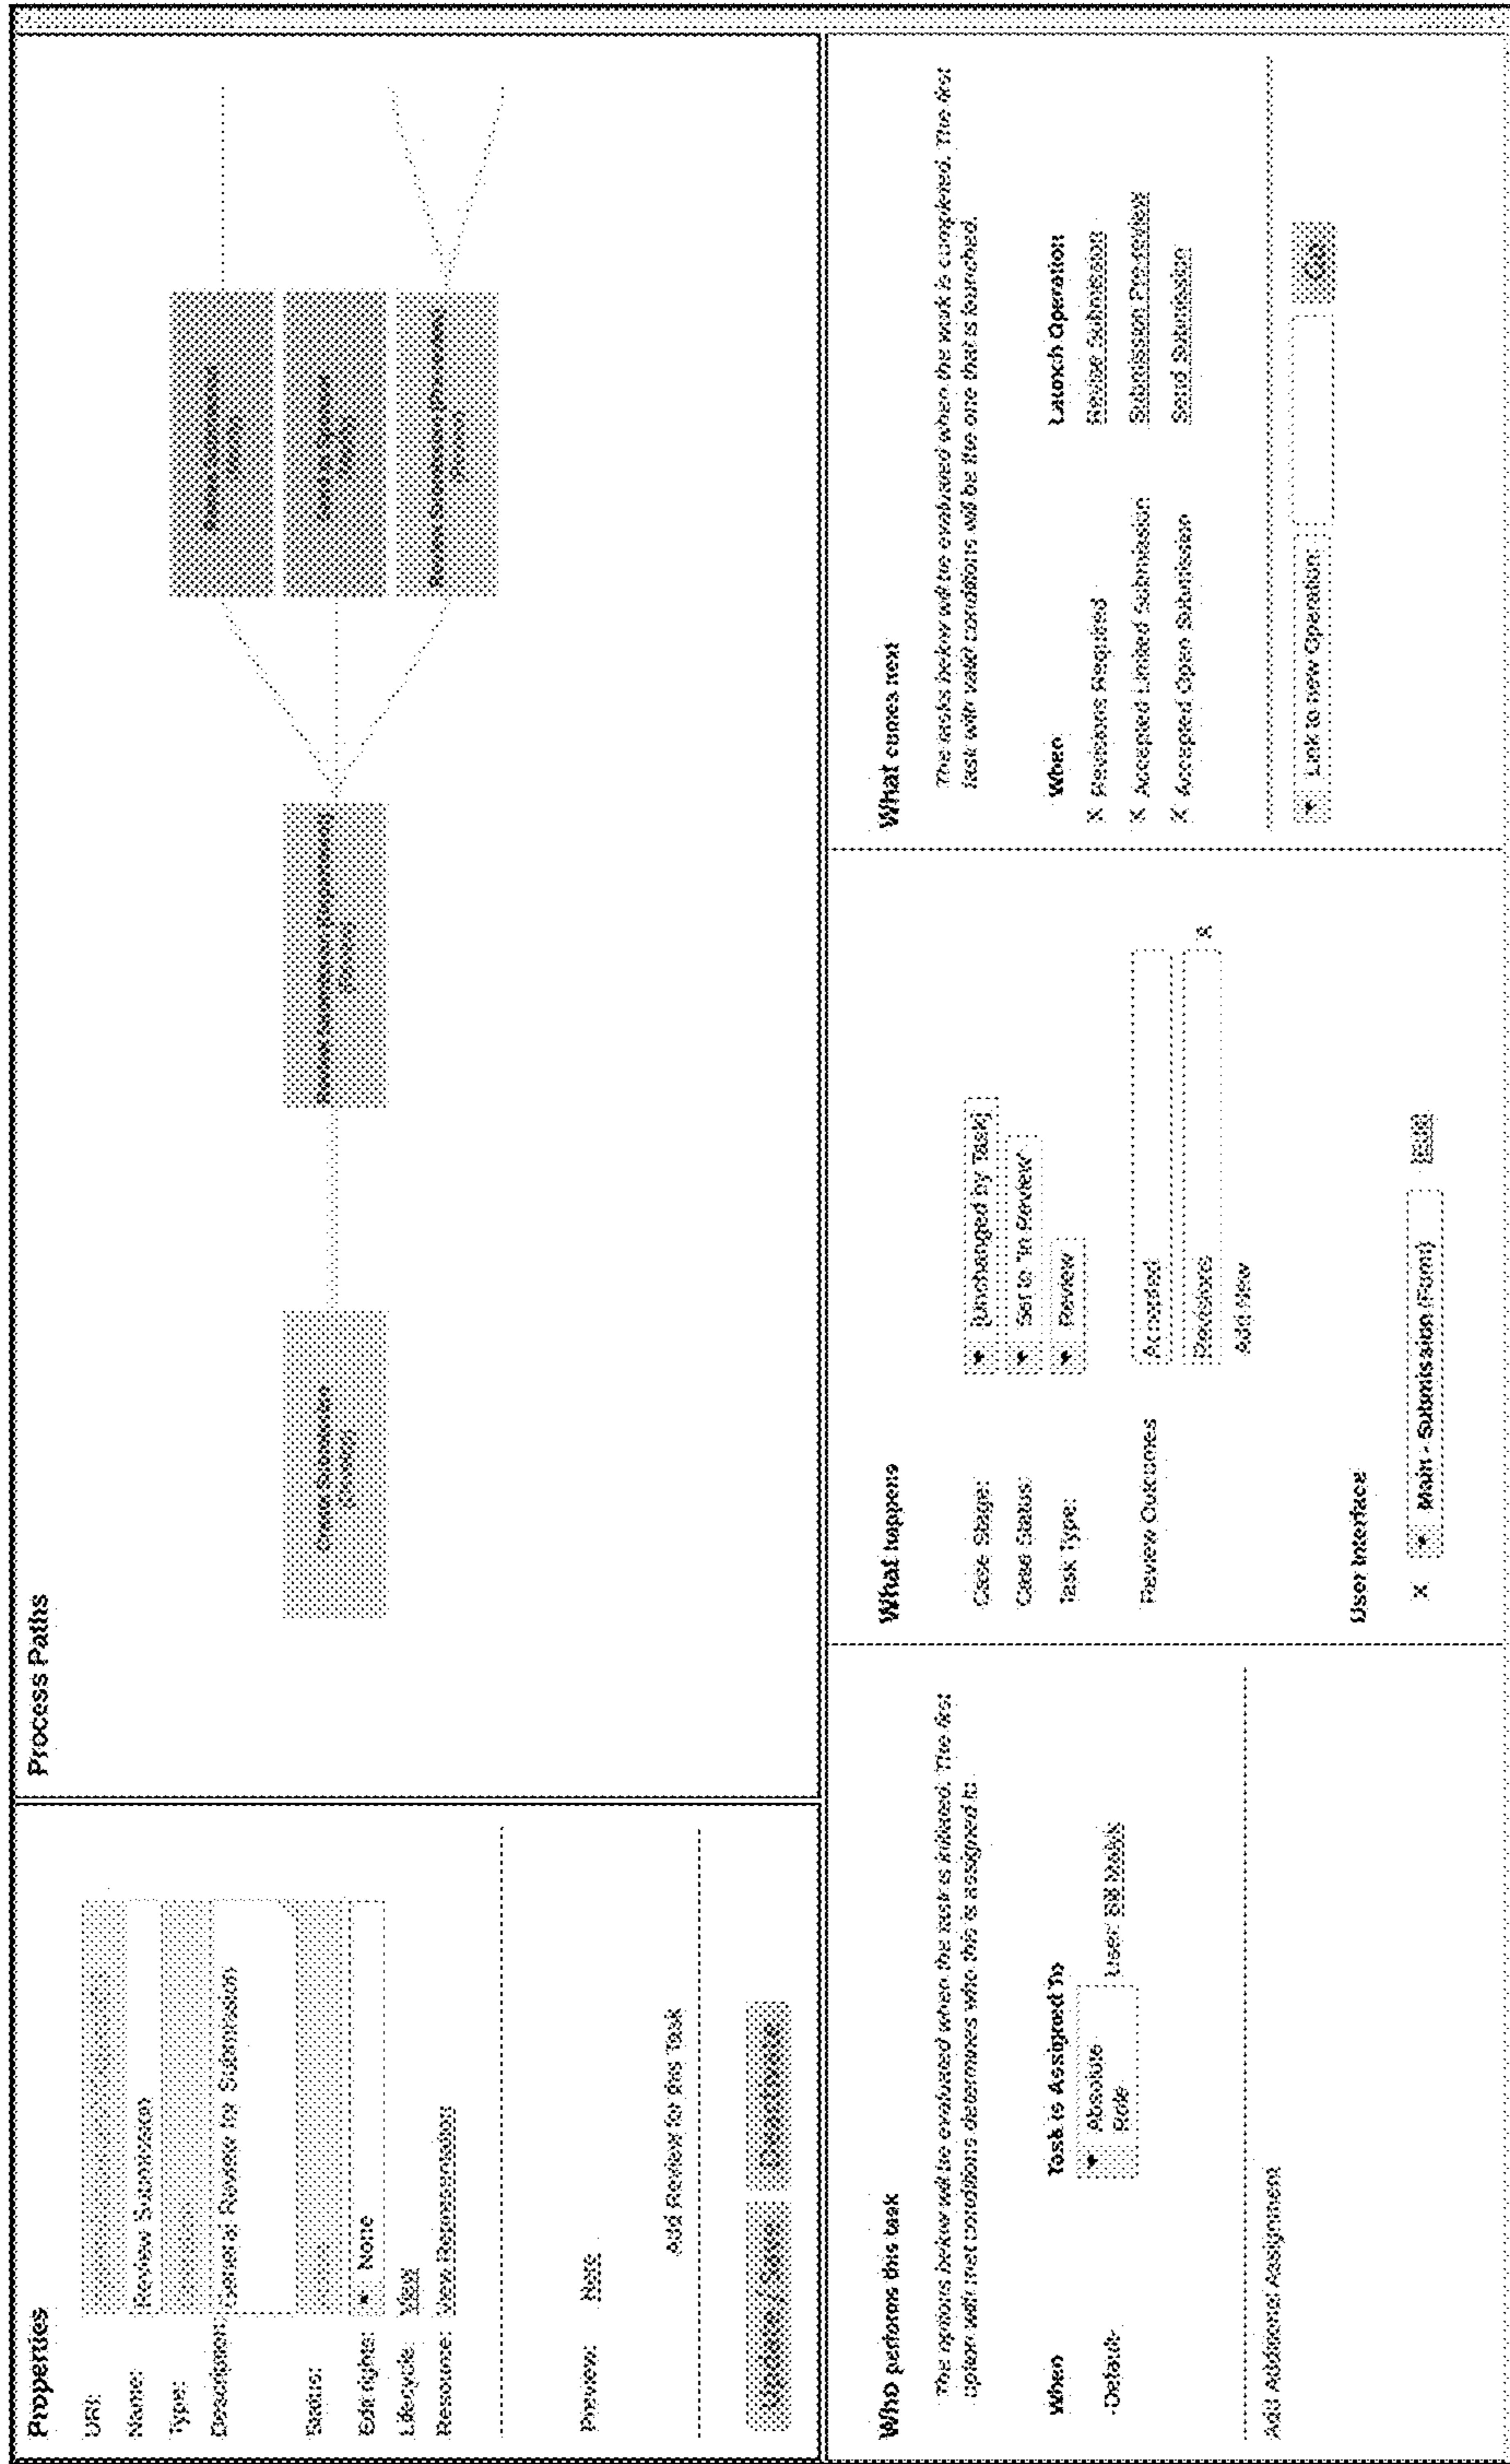 Properties
URI:
Name: Review Submission
Type:
Description: General Review for Submission
Status:
Edit rights: None
Lifecycle: View
Resource: View Representation
Preview: Here
Add Review for this Task
Process Paths
Create Submission
Who performs this task
The options below will be evaluated when the task is initiated. The first
option with met conditions determines who this is assigned to
When Task is Assigned To
-Default- Absolute User: Bill
Role
Add Additional Assignment
What happens
Case Stage: [Unchanged by Task]
Case Status: Set to "In Review"
Task Type: Review
Review Outcomes Accepted
Revisions X
Add New
User Interface
X Main - Submission (Form)
What comes next
The tasks below will be evaluated when the work is completed. The first
task with valid conditions will be the one that is launched.
When Launch Operation
X Revisions Required Revise Submission
X Accepted Limited Submission Submission Pre-review
X Accepted Open Submission Send Submission
Link to new Operation: